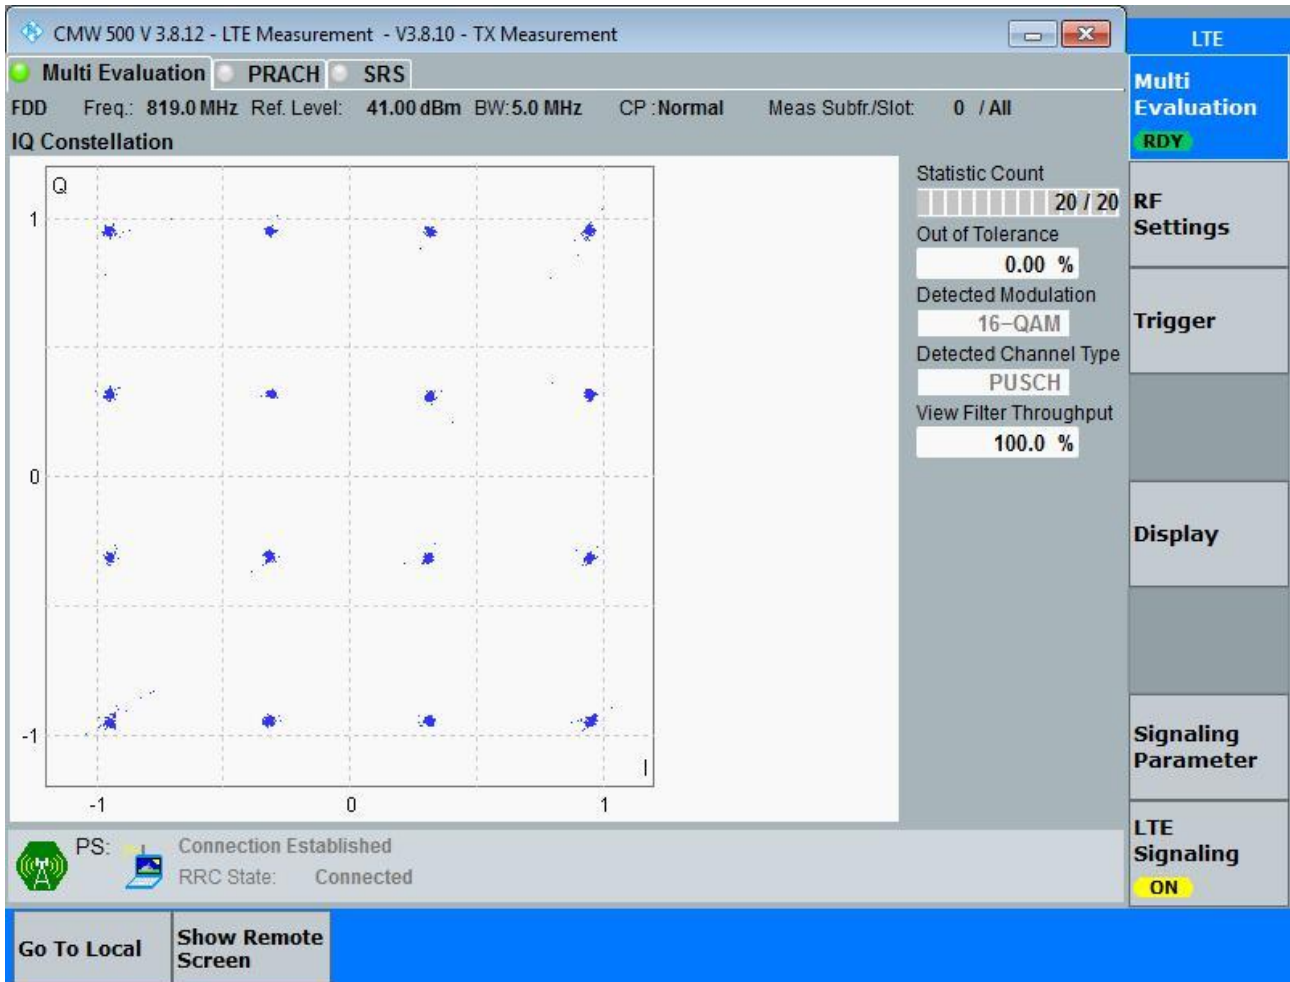 CMW 500 V 3.8.12 - LTE Measurement - V3.8.10 - TX Measurement
LTE
Multi Evaluation PRACH SRS
Multi
Evaluation
RDY
FDD Freq.: 819.0 MHz Ref. Level: 41.00 dBm BW: 5.0 MHz CP : Normal Meas Subfr./Slot: 0 / All
IQ Constellation
Q
1
0
-1
-1 0 1
I
Statistic Count
20 / 20
Out of Tolerance
0.00 %
Detected Modulation
16-QAM
Detected Channel Type
PUSCH
View Filter Throughput
100.0 %
RF
Settings
Trigger
Display
Signaling
Parameter
LTE
Signaling
ON
PS: Connection Established
RRC State: Connected
Go To Local
Show Remote
Screen